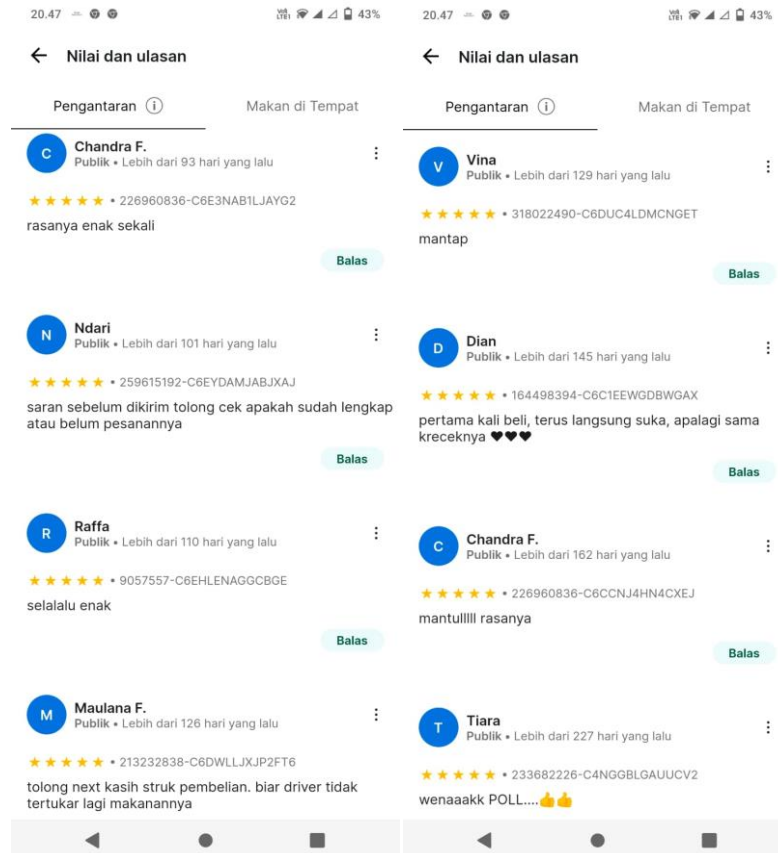 20.47
43%
Nilai dan ulasan
Pengantaran
Makan di Tempat
C
Chandra F.
Publik • Lebih dari 93 hari yang lalu
• 226960836-C6E3NAB1LJAYG2
rasanya enak sekali
Balas
N
Ndari
Publik • Lebih dari 101 hari yang lalu
• 259615192-C6EYDAMJABJXAJ
saran sebelum dikirim tolong cek apakah sudah lengkap
atau belum pesanannya
Balas
R
Raffa
Publik • Lebih dari 110 hari yang lalu
• 9057557-C6EHLENAGGCBGE
selalalu enak
Balas
M
Maulana F.
Publik • Lebih dari 126 hari yang lalu
• 213232838-C6DWLLJXJP2FT6
tolong next kasih struk pembelian. biar driver tidak
tertukar lagi makanannya
20.47
43%
Nilai dan ulasan
Pengantaran
Makan di Tempat
V
Vina
Publik • Lebih dari 129 hari yang lalu
• 318022490-C6DUC4LDMCNGET
mantap
Balas
D
Dian
Publik • Lebih dari 145 hari yang lalu
• 164498394-C6C1EEWGDBWGAX
pertama kali beli, terus langsung suka, apalagi sama
kreceknya ♥♥♥
Balas
C
Chandra F.
Publik • Lebih dari 162 hari yang lalu
• 226960836-C6CCNJ4HN4CXEJ
mantulllll rasanya
Balas
T
Tiara
Publik • Lebih dari 227 hari yang lalu
• 233682226-C4NGGBLGAUUCV2
wenaaakk POLL....👍👍